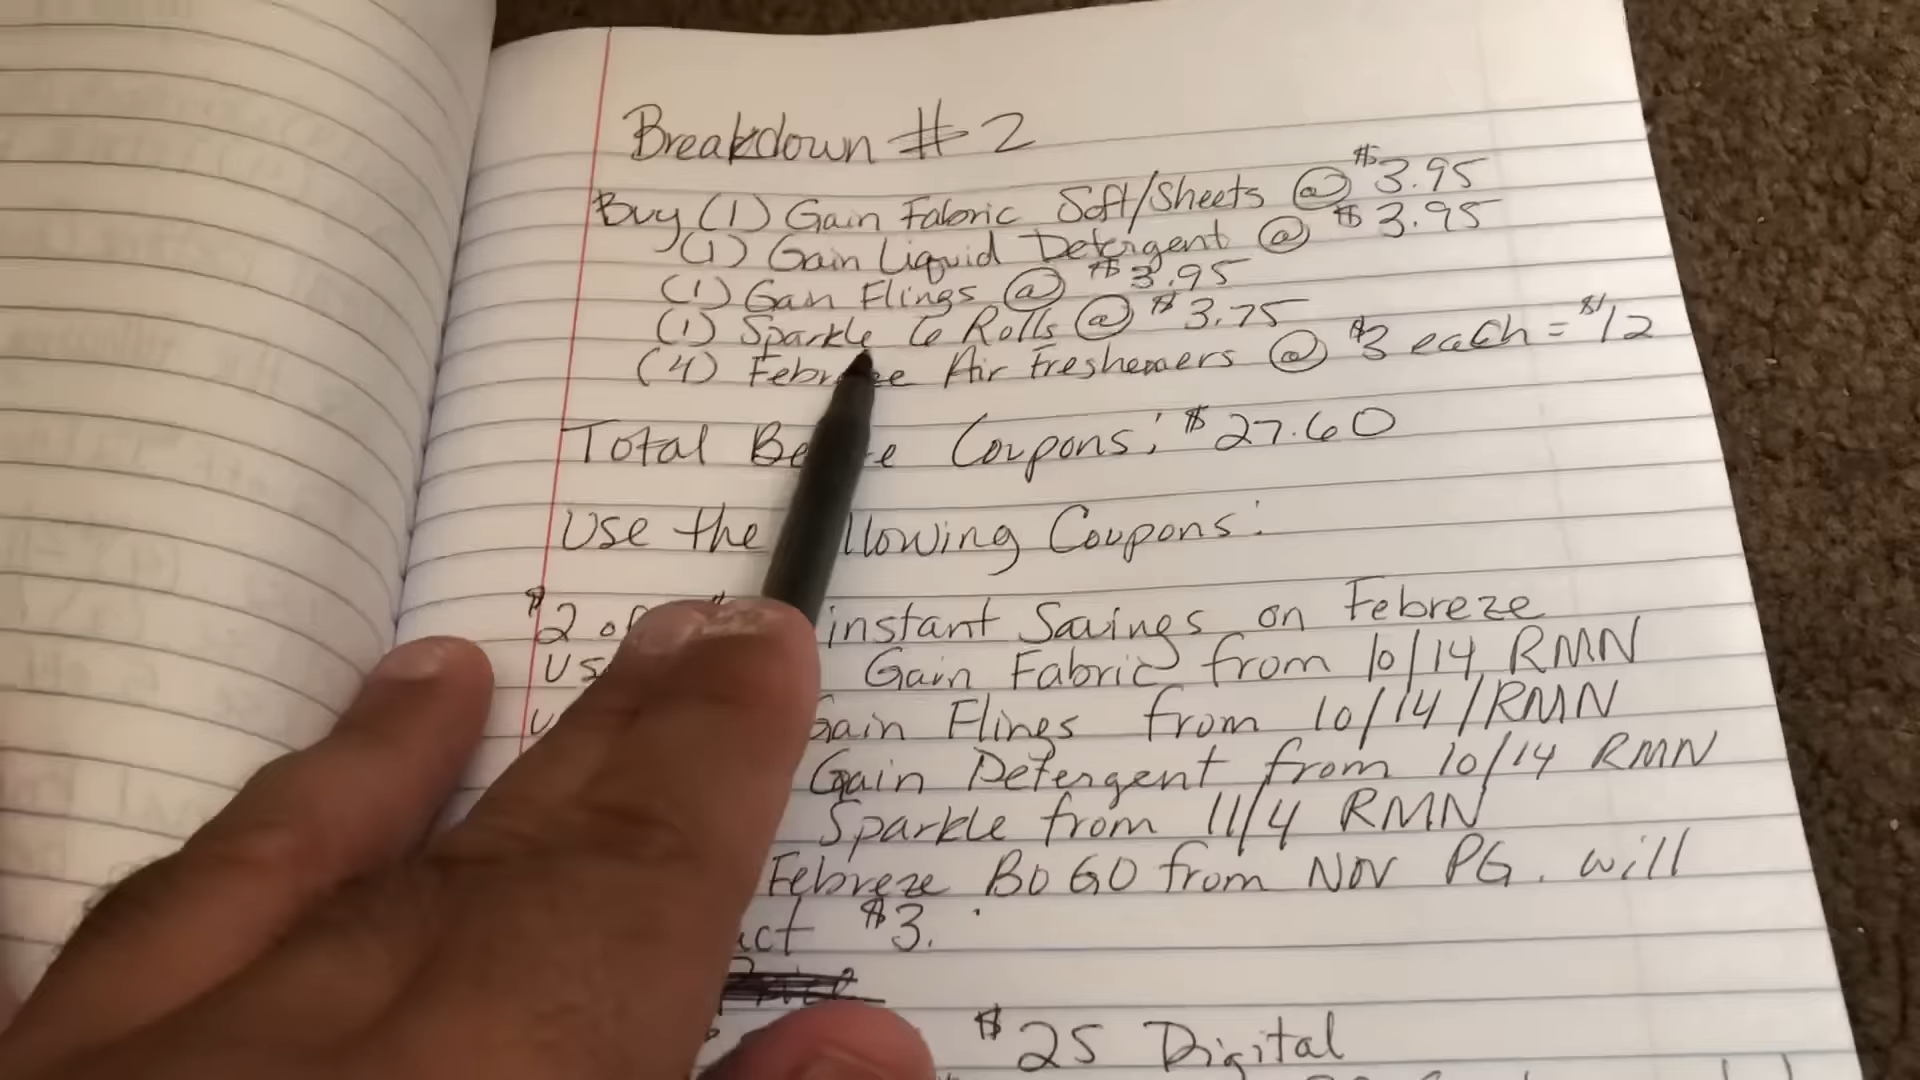 Breakdown #2
Buy (1) Gain Fabric Soft/Sheets @ $3.95
(1) Gain Liquid Detergent @ $3.95
(1) Gain Flings @ $3.95
(1) Sparkle 6 Rolls @ $3.75
(4) Febreze Air Fresheners @ $3 each = $12
Total Before Coupons: $27.60
Use the following Coupons:
$2 instant Savings on Febreze
Gain Fabric from 10/14 RMN
Gain Flings from 10/14/RMN
Gain Detergent from 10/14 RMN
Sparkle from 11/4 RMN
Febreze BOGO from Nov PG. will
$3.
$25 Digital